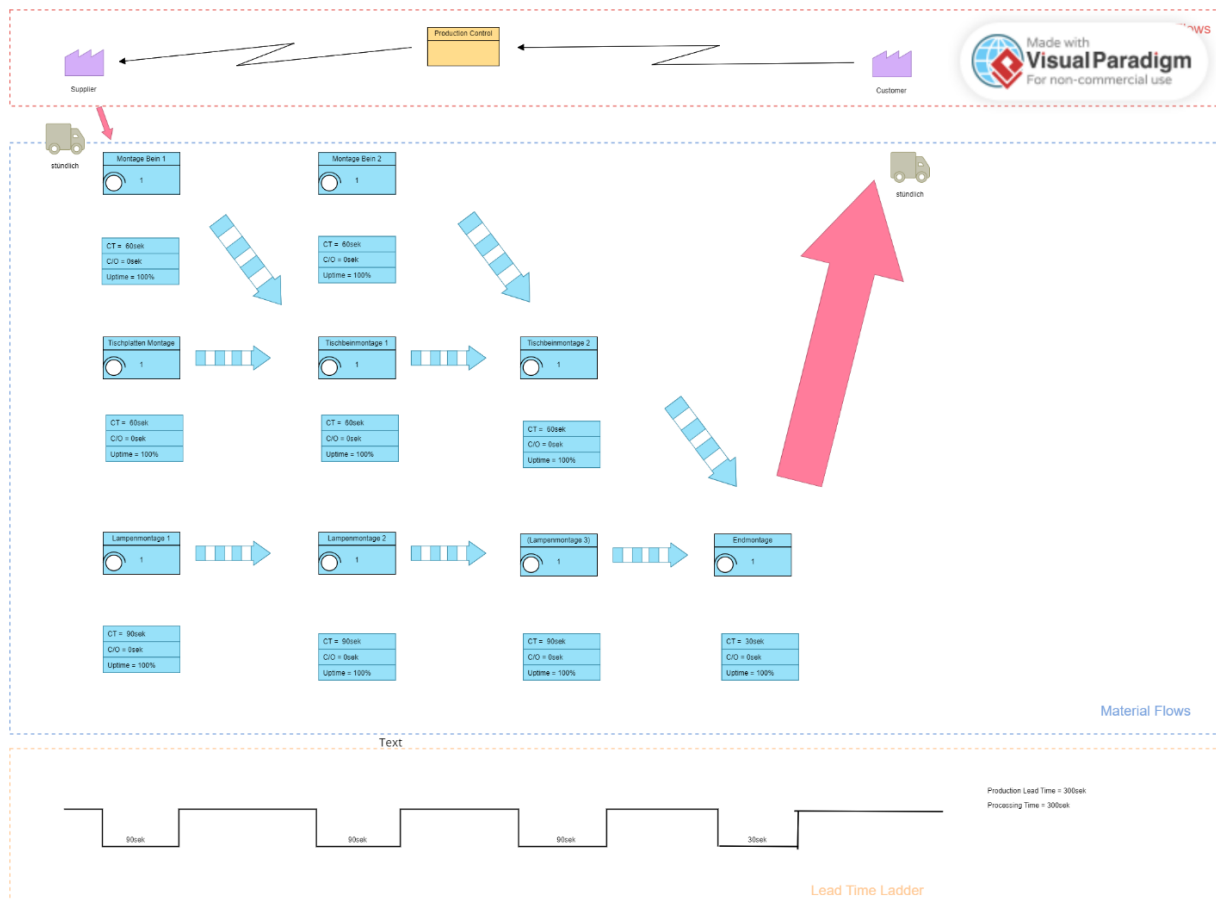 Production Control
Flows
Made with
Visual Paradigm
For non-commercial use
Supplier
Customer
stündlich
Montage Bein 1
1
Montage Bein 2
1
stündlich
CT = 60sek
C/O = 0sek
Uptime = 100%
CT = 60sek
C/O = 0sek
Uptime = 100%
Tischplatten Montage
1
Tischbeinmontage 1
1
Tischbeinmontage 2
1
CT = 60sek
C/O = 0sek
Uptime = 100%
CT = 60sek
C/O = 0sek
Uptime = 100%
CT = 60sek
C/O = 0sek
Uptime = 100%
Lampenmontage 1
1
Lampenmontage 2
1
(Lampenmontage 3)
1
Endmontage
1
CT = 90sek
C/O = 0sek
Uptime = 100%
CT = 90sek
C/O = 0sek
Uptime = 100%
CT = 90sek
C/O = 0sek
Uptime = 100%
CT = 30sek
C/O = 0sek
Uptime = 100%
Material Flows
Text
Production Lead Time = 300sek
Processing Time = 300sek
90sek
90sek
90sek
30sek
Lead Time Ladder